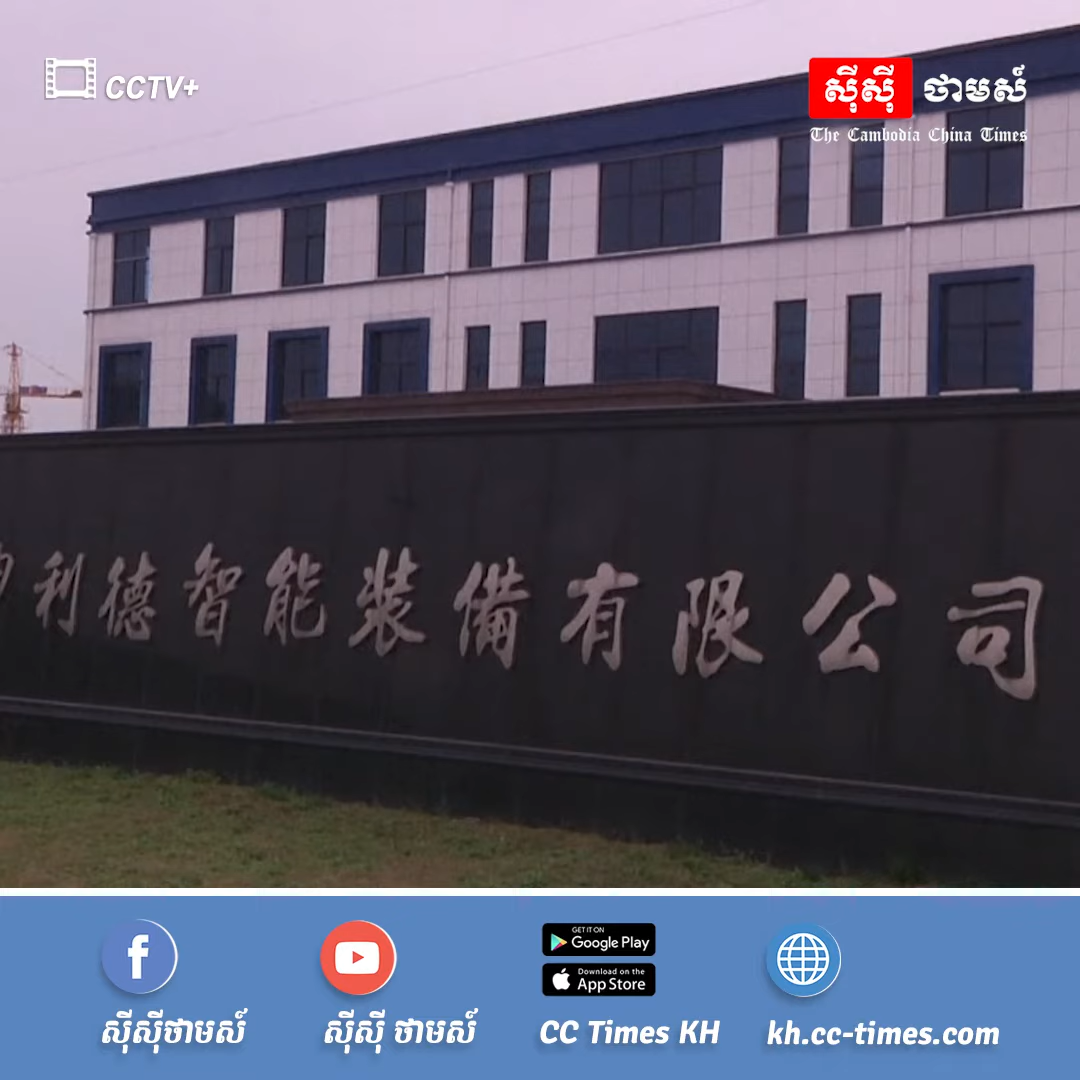 CCTV+
ស៊ីស៊ី ថាមស៍
The Cambodia China Times
利德智能装備有限公司
ស៊ីស៊ីថាមស៍
ស៊ីស៊ី ថាមស៍
GET IT ON
Google Play
Download on the
App Store
CC Times KH
kh.cc-times.com